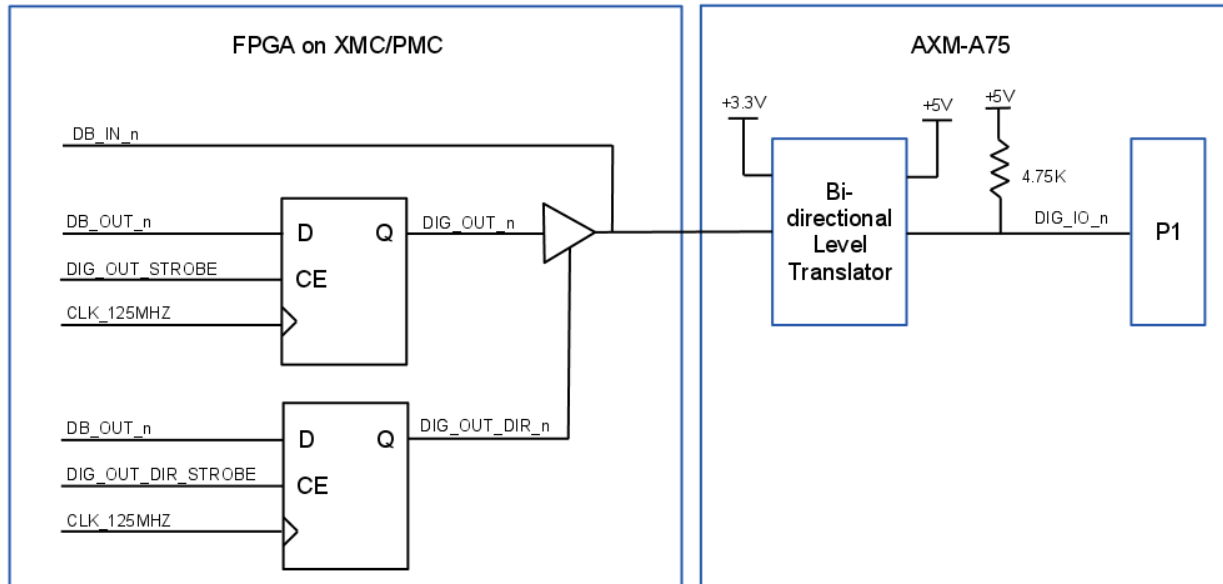 FPGA on XMC/PMC
DB_IN_n
DB_OUT_n
DIG_OUT_STROBE
CLK_125MHZ
D
Q
CE
DIG_OUT_n
DB_OUT_n
DIG_OUT_DIR_STROBE
CLK_125MHZ
D
Q
CE
DIG_OUT_DIR_n
AXM-A75
+3.3V
+5V
+5V
4.75K
Bi-
directional
Level
Translator
DIG_IO_n
P1